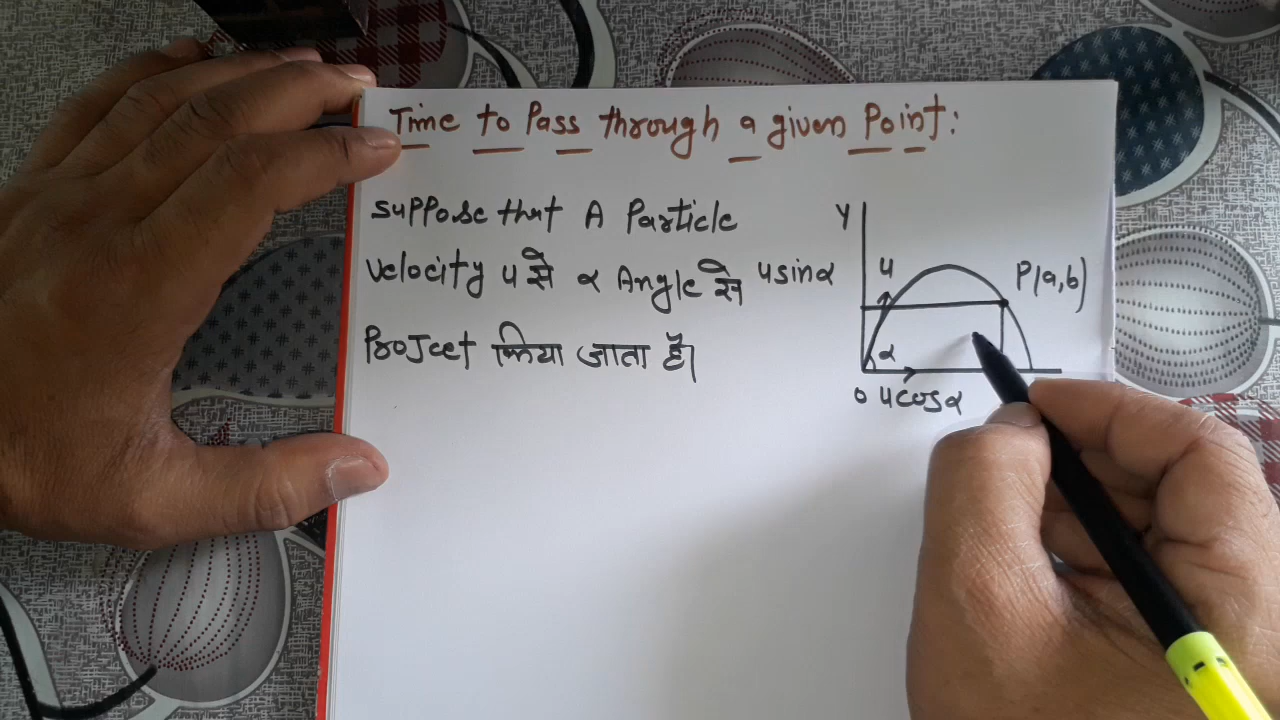 Time to Pass through a given Point:
suppose that A Particle
Velocity u से α Angle से
Project किया जाता है।
Y
u
usinα
P(a,b)
α
o ucosα